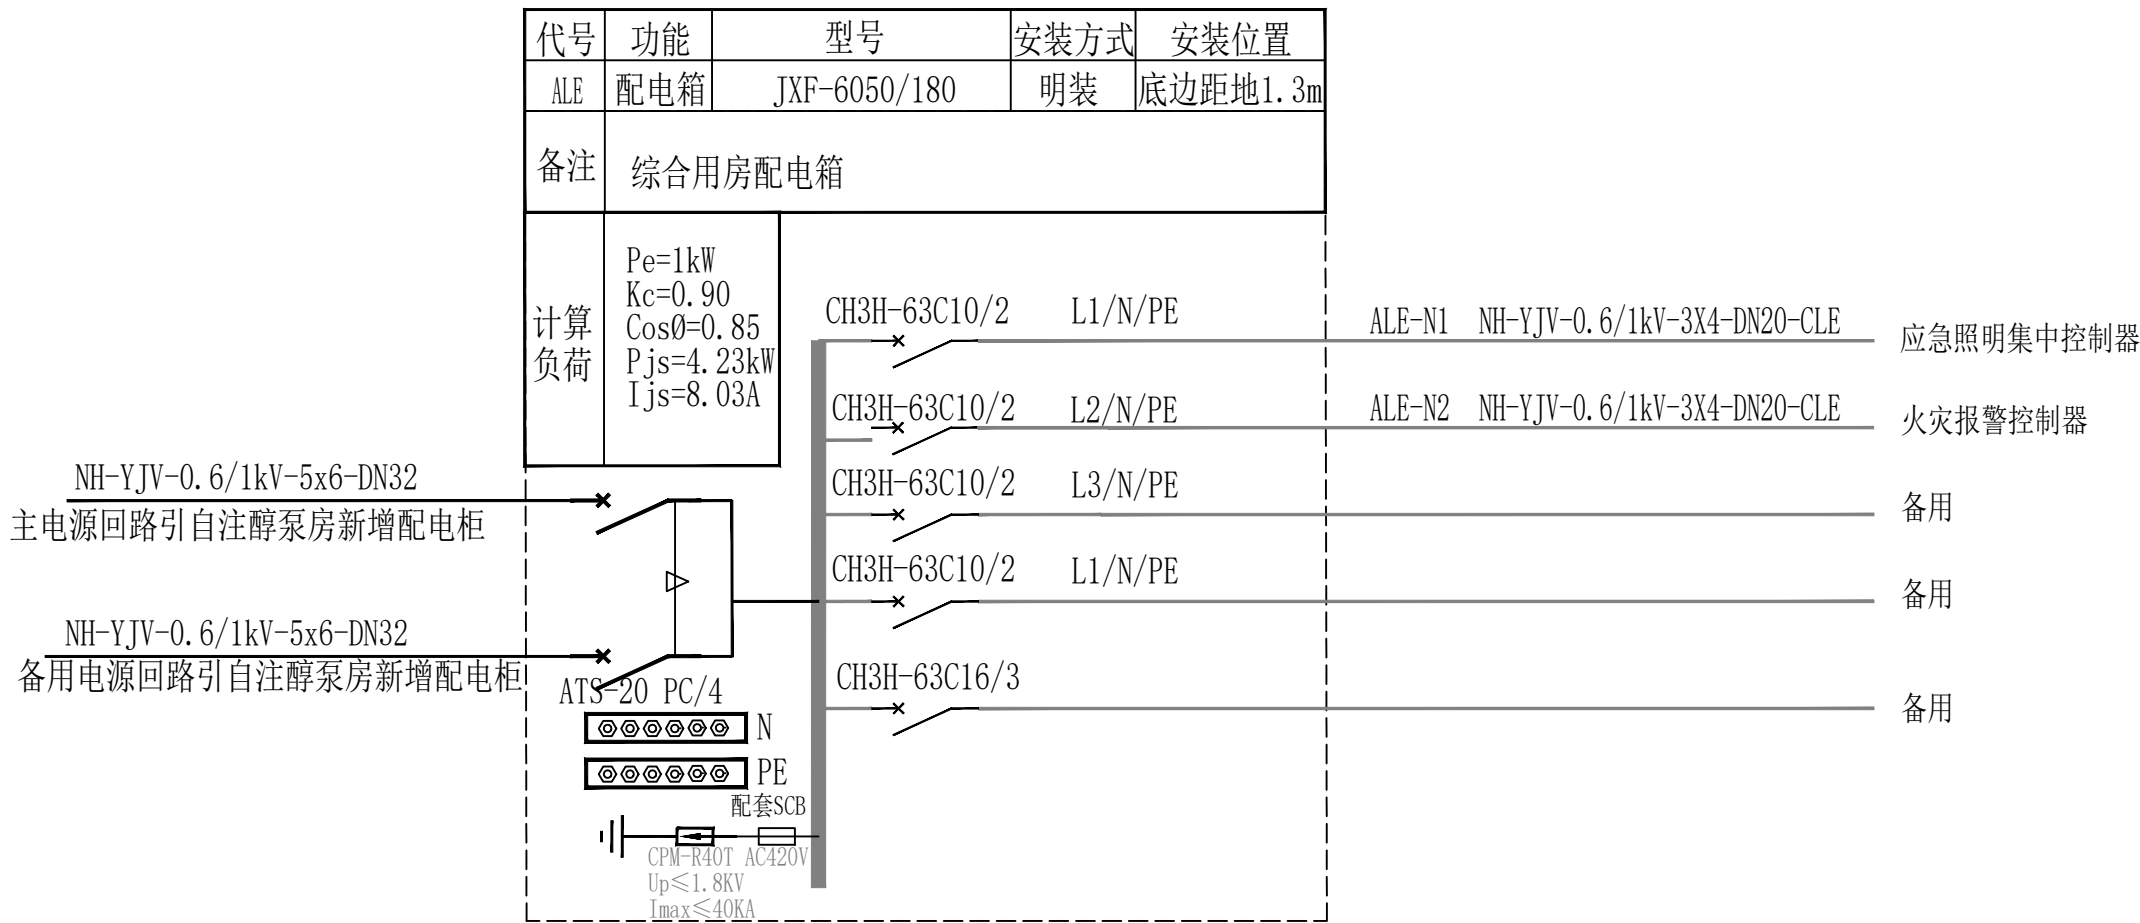 代号 功能 型号 安装方式 安装位置
ALE 配电箱 JXF-6050/180 明装 底边距地1.3m
备注 综合用房配电箱
计算
负荷
Pe=1kW
Kc=0.90
CosØ=0.85
Pjs=4.23kW
Ijs=8.03A
CH3H-63C10/2 L1/N/PE ALE-N1 NH-YJV-0.6/1kV-3X4-DN20-CLE 应急照明集中控制器
CH3H-63C10/2 L2/N/PE ALE-N2 NH-YJV-0.6/1kV-3X4-DN20-CLE 火灾报警控制器
CH3H-63C10/2 L3/N/PE 备用
CH3H-63C10/2 L1/N/PE 备用
CH3H-63C16/3 备用
NH-YJV-0.6/1kV-5x6-DN32
主电源回路引自注醇泵房新增配电柜
NH-YJV-0.6/1kV-5x6-DN32
备用电源回路引自注醇泵房新增配电柜
ATS-20 PC/4
N
PE
配套SCB
CPM-R40T AC420V
Up≤1.8KV
Imax≤40KA